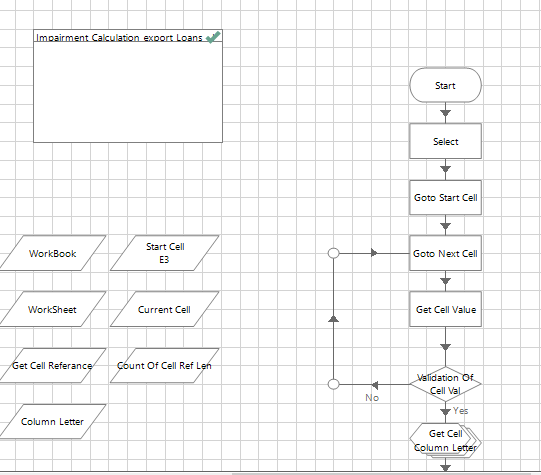 Impairment Calculation export Loans
Start
Select
Goto Start Cell
WorkBook
Start Cell
E3
Goto Next Cell
WorkSheet
Current Cell
Get Cell Value
Get Cell Referance
Count Of Cell Ref Len
Validation Of
Cell Val
No
Yes
Column Letter
Get Cell
Column Letter